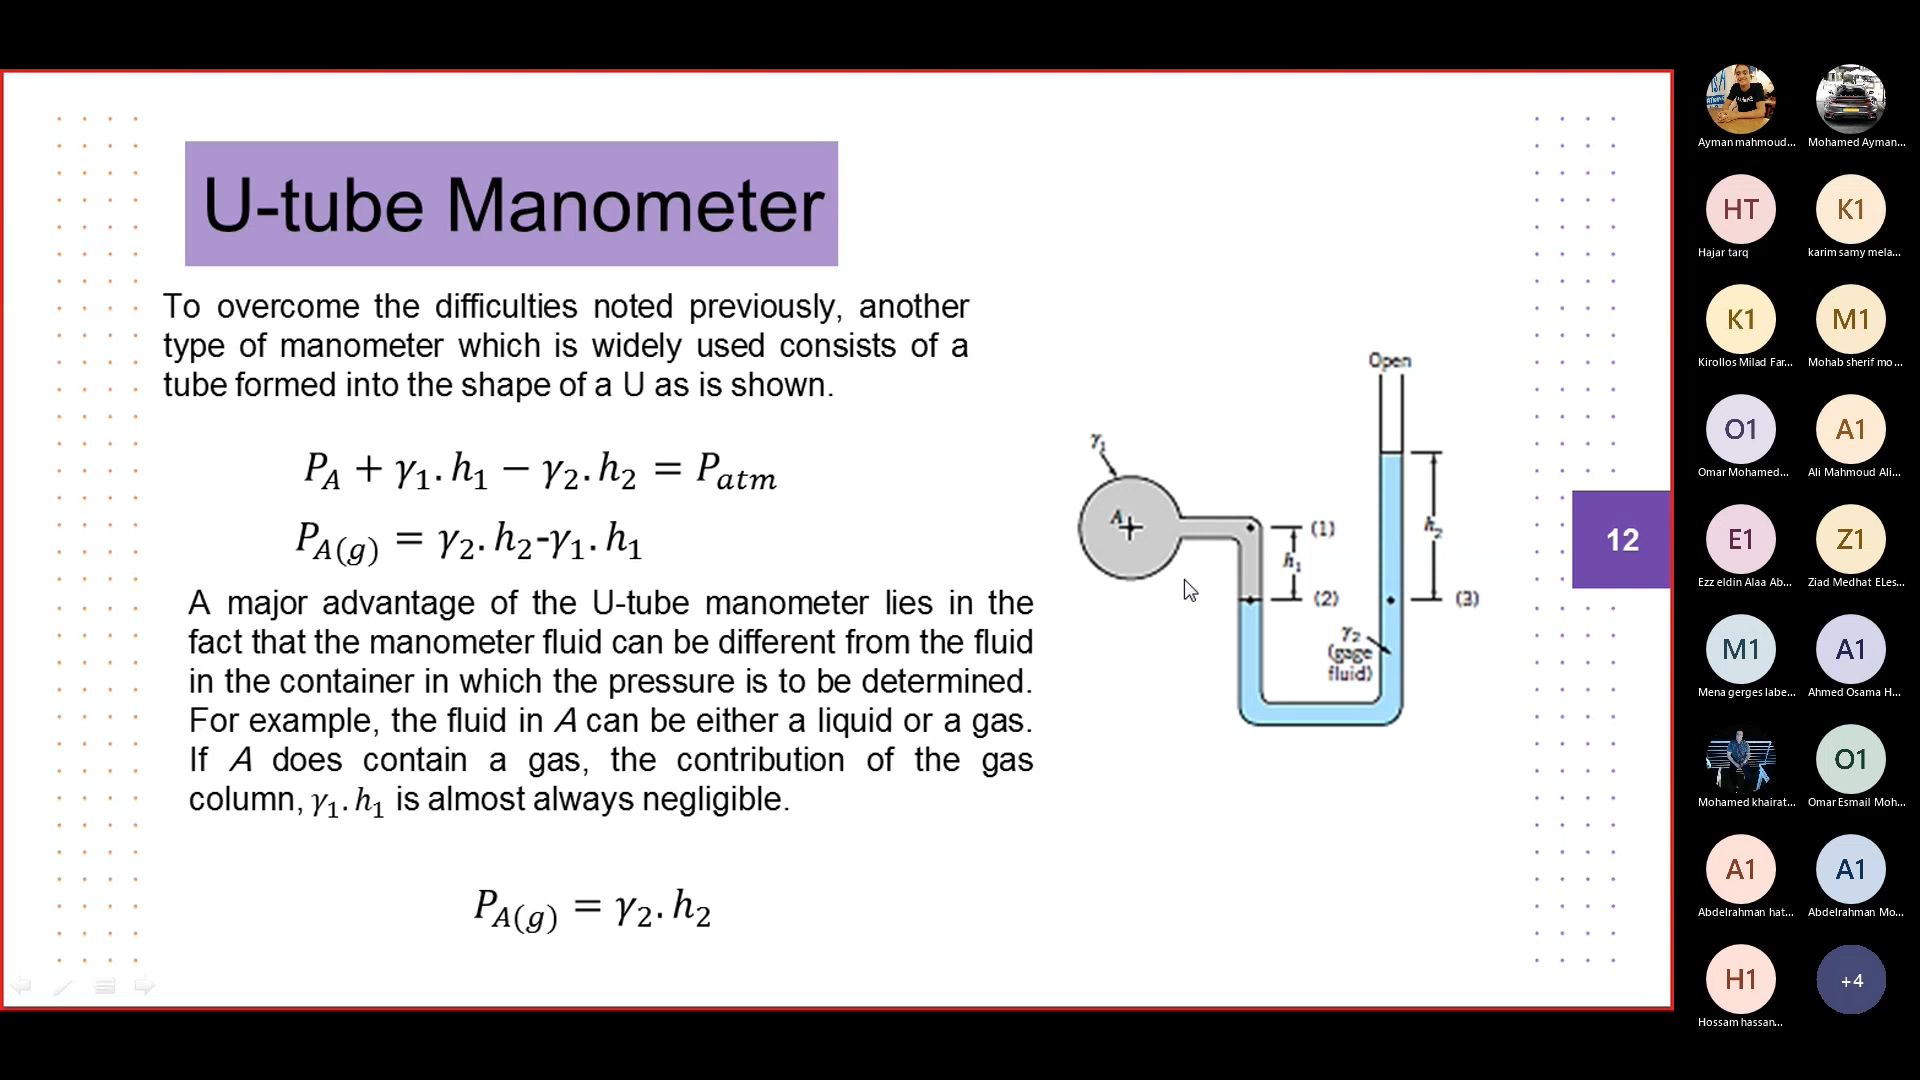 U-tube Manometer
To overcome the difficulties noted previously, another
type of manometer which is widely used consists of a
tube formed into the shape of a U as is shown.
P_A + γ_1. h_1 − γ_2. h_2 = P_atm
P_A(g) = γ_2. h_2-γ_1. h_1
A major advantage of the U-tube manometer lies in the
fact that the manometer fluid can be different from the fluid
in the container in which the pressure is to be determined.
For example, the fluid in A can be either a liquid or a gas.
If A does contain a gas, the contribution of the gas
column, γ_1. h_1 is almost always negligible.
P_A(g) = γ_2. h_2
Open
γ_1
A
(1)
h_1
(2)
h_2
(3)
γ_2
(gage
fluid)
12
Ayman mahmoud...
Mohamed Ayman...
HT
K1
Hajar tarq
karim samy mela...
K1
M1
Kirollos Milad Far...
Mohab sherif mo...
O1
A1
Omar Mohamed...
Ali Mahmoud Ali...
E1
Z1
Ezz eldin Alaa Ab...
Ziad Medhat ELes...
M1
A1
Mena gerges labe...
Ahmed Osama H...
O1
Mohamed khairat...
Omar Esmail Moh...
A1
A1
Abdelrahman hat...
Abdelrahman Mo...
H1
+4
Hossam hassan...